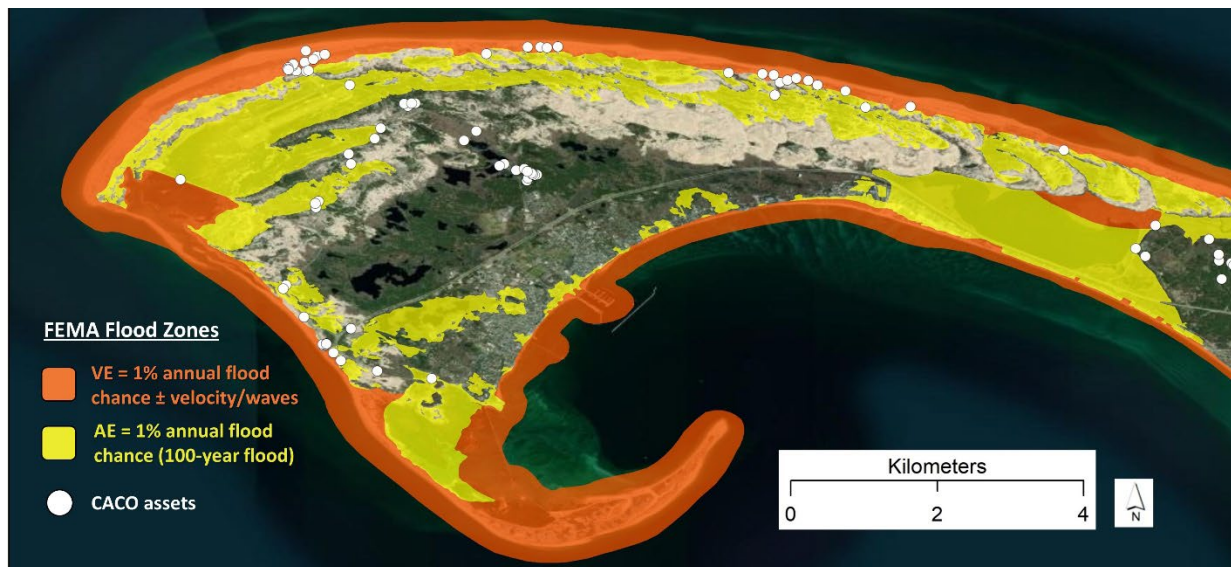 FEMA Flood Zones
VE = 1% annual flood
chance ± velocity/waves
AE = 1% annual flood
chance (100-year flood)
CACO assets
Kilometers
0 2 4
N